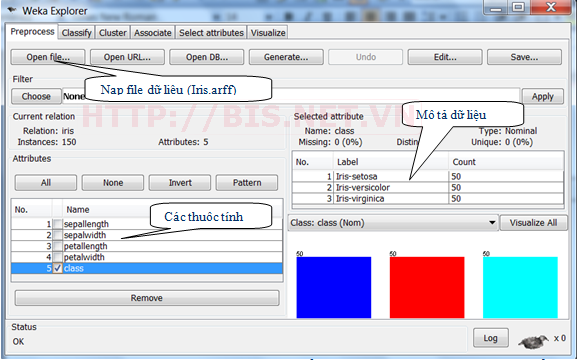 Weka Explorer
Preprocess Classify Cluster Associate Select attributes Visualize
Open file... Open URL... Open DB... Generate... Undo Edit... Save...
Nạp file dữ liệu (Iris.arff)
Filter
Choose None Apply
HTTP://BIS.NET.VN
Current relation
Relation: iris
Instances: 150 Attributes: 5
Selected attribute
Name: class Type: Nominal
Missing: 0 (0%) Distin Unique: 0 (0%)
Mô tả dữ liệu
No. Label Count
1 Iris-setosa 50
2 Iris-versicolor 50
3 Iris-virginica 50
Attributes
All None Invert Pattern
No. Name
1 sepallength
2 sepalwidth
3 petallength
4 petalwidth
5 class
Các thuộc tính
Remove
Class: class (Nom) Visualize All
50 50 50
Status
OK
Log x 0